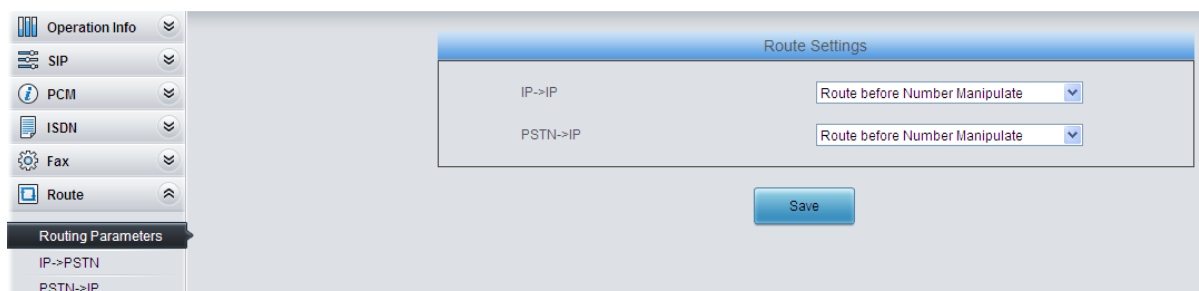 Operation Info
SIP
PCM
ISDN
Fax
Route
Routing Parameters
IP->PSTN
PSTN->IP
Route Settings
IP->IP Route before Number Manipulate
PSTN->IP Route before Number Manipulate
Save